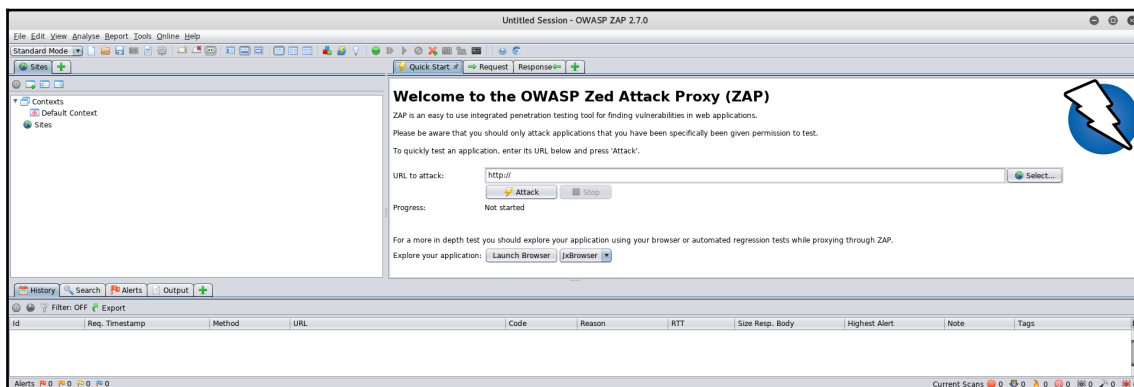 Untitled Session - OWASP ZAP 2.7.0
File Edit View Analyse Report Tools Online Help
Standard Mode
Sites
Quick Start Request Response
Contexts
Default Context
Sites
Welcome to the OWASP Zed Attack Proxy (ZAP)
ZAP is an easy to use integrated penetration testing tool for finding vulnerabilities in web applications.
Please be aware that you should only attack applications that you have been specifically been given permission to test.
To quickly test an application, enter its URL below and press 'Attack'.
URL to attack: http:// Select...
Attack Stop
Progress: Not started
For a more in depth test you should explore your application using your browser or automated regression tests while proxying through ZAP.
Explore your application: Launch Browser JxBrowser
History Search Alerts Output
Filter: OFF Export
Id Req. Timestamp Method URL Code Reason RTT Size Resp. Body Highest Alert Note Tags
Alerts 0 0 0 0 Current Scans 0 0 0 0 0 0